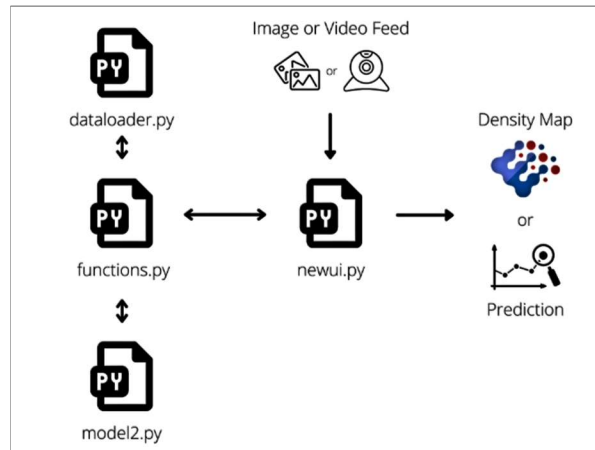 Image or Video Feed
PY
or
dataloader.py
Density Map
PY
PY
or
functions.py
newui.py
Prediction
PY
model2.py